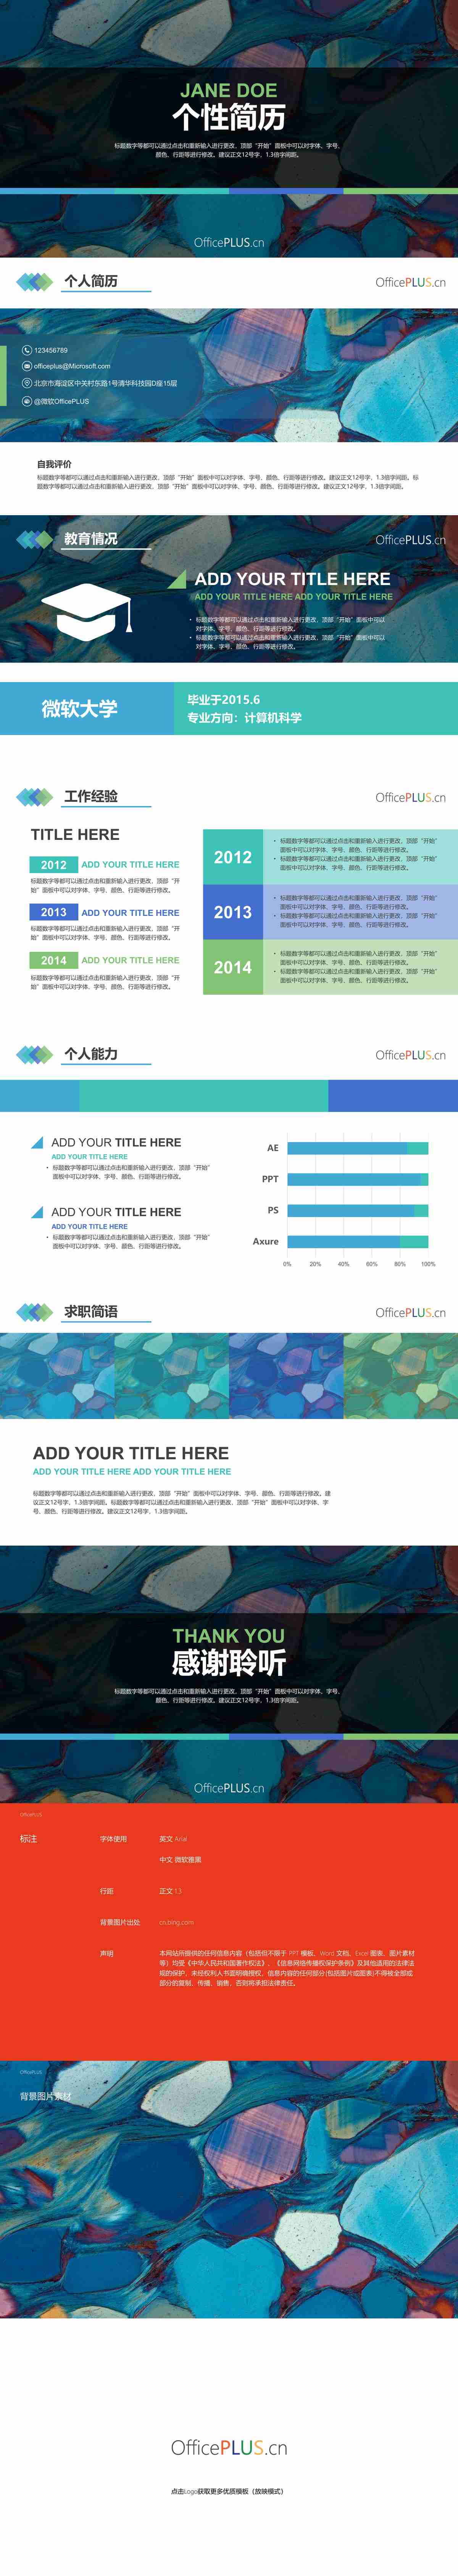 JANE DOE
个性简历
标题数字等都可以通过点击和重新输入进行更改，顶部“开始”面板中可以对字体、字号、
颜色、行距等进行修改。建议正文12号字，1.3倍字间距。
OfficePLUS.cn
个人简历
OfficePLUS.cn
123456789
officeplus@Microsoft.com
北京市海淀区中关村东路1号清华科技园D座15层
@微软OfficePLUS
自我评价
标题数字等都可以通过点击和重新输入进行更改，顶部“开始”面板中可以对字体、字号、颜色、行距等进行修改。建议正文12号字，1.3倍字间距。标
题数字等都可以通过点击和重新输入进行更改，顶部“开始”面板中可以对字体、字号、颜色、行距等进行修改。建议正文12号字，1.3倍字间距。
教育情况
OfficePLUS.cn
ADD YOUR TITLE HERE
ADD YOUR TITLE HERE ADD YOUR TITLE HERE
• 标题数字等都可以通过点击和重新输入进行更改，顶部“开始”面板中可以
对字体、字号、颜色、行距等进行修改。
• 标题数字等都可以通过点击和重新输入进行更改，顶部“开始”面板中可以
对字体、字号、颜色、行距等进行修改。
微软大学
毕业于2015.6
专业方向：计算机科学
工作经验
OfficePLUS.cn
TITLE HERE
2012 ADD YOUR TITLE HERE
标题数字等都可以通过点击和重新输入进行更改，顶部“开
始”面板中可以对字体、字号、颜色、行距等进行修改。
2013 ADD YOUR TITLE HERE
标题数字等都可以通过点击和重新输入进行更改，顶部“开
始”面板中可以对字体、字号、颜色、行距等进行修改。
2014 ADD YOUR TITLE HERE
标题数字等都可以通过点击和重新输入进行更改，顶部“开
始”面板中可以对字体、字号、颜色、行距等进行修改。
2012
• 标题数字等都可以通过点击和重新输入进行更改，顶部“开始”
面板中可以对字体、字号、颜色、行距等进行修改。
• 标题数字等都可以通过点击和重新输入进行更改，顶部“开始”
面板中可以对字体、字号、颜色、行距等进行修改。
2013
• 标题数字等都可以通过点击和重新输入进行更改，顶部“开始”
面板中可以对字体、字号、颜色、行距等进行修改。
• 标题数字等都可以通过点击和重新输入进行更改，顶部“开始”
面板中可以对字体、字号、颜色、行距等进行修改。
2014
• 标题数字等都可以通过点击和重新输入进行更改，顶部“开始”
面板中可以对字体、字号、颜色、行距等进行修改。
• 标题数字等都可以通过点击和重新输入进行更改，顶部“开始”
面板中可以对字体、字号、颜色、行距等进行修改。
个人能力
OfficePLUS.cn
ADD YOUR TITLE HERE
ADD YOUR TITLE HERE
• 标题数字等都可以通过点击和重新输入进行更改，顶部“开始”
面板中可以对字体、字号、颜色、行距等进行修改。
ADD YOUR TITLE HERE
ADD YOUR TITLE HERE
• 标题数字等都可以通过点击和重新输入进行更改，顶部“开始”
面板中可以对字体、字号、颜色、行距等进行修改。
AE
PPT
PS
Axure
0% 20% 40% 60% 80% 100%
求职简语
OfficePLUS.cn
ADD YOUR TITLE HERE
ADD YOUR TITLE HERE ADD YOUR TITLE HERE
标题数字等都可以通过点击和重新输入进行更改，顶部“开始”面板中可以对字体、字号、颜色、行距等进行修改。建
议正文12号字，1.3倍字间距。标题数字等都可以通过点击和重新输入进行更改，顶部“开始”面板中可以对字体、字
号、颜色、行距等进行修改。建议正文12号字，1.3倍字间距。
THANK YOU
感谢聆听
标题数字等都可以通过点击和重新输入进行更改，顶部“开始”面板中可以对字体、字号、
颜色、行距等进行修改。建议正文12号字，1.3倍字间距。
OfficePLUS.cn
OfficePLUS
标注
字体使用
英文 Arial
中文 微软雅黑
行距
正文 1.3
背景图片出处
cn.bing.com
声明
本网站所提供的任何信息内容（包括但不限于 PPT 模板、Word 文档、Excel 图表、图片素材
等）均受《中华人民共和国著作权法》、《信息网络传播权保护条例》及其他适用的法律法
规的保护，未经权利人书面明确授权，信息内容的任何部分(包括图片或图表)不得被全部或
部分的复制、传播、销售，否则将承担法律责任。
OfficePLUS
背景图片素材
OfficePLUS.cn
点击Logo获取更多优质模板（放映模式）